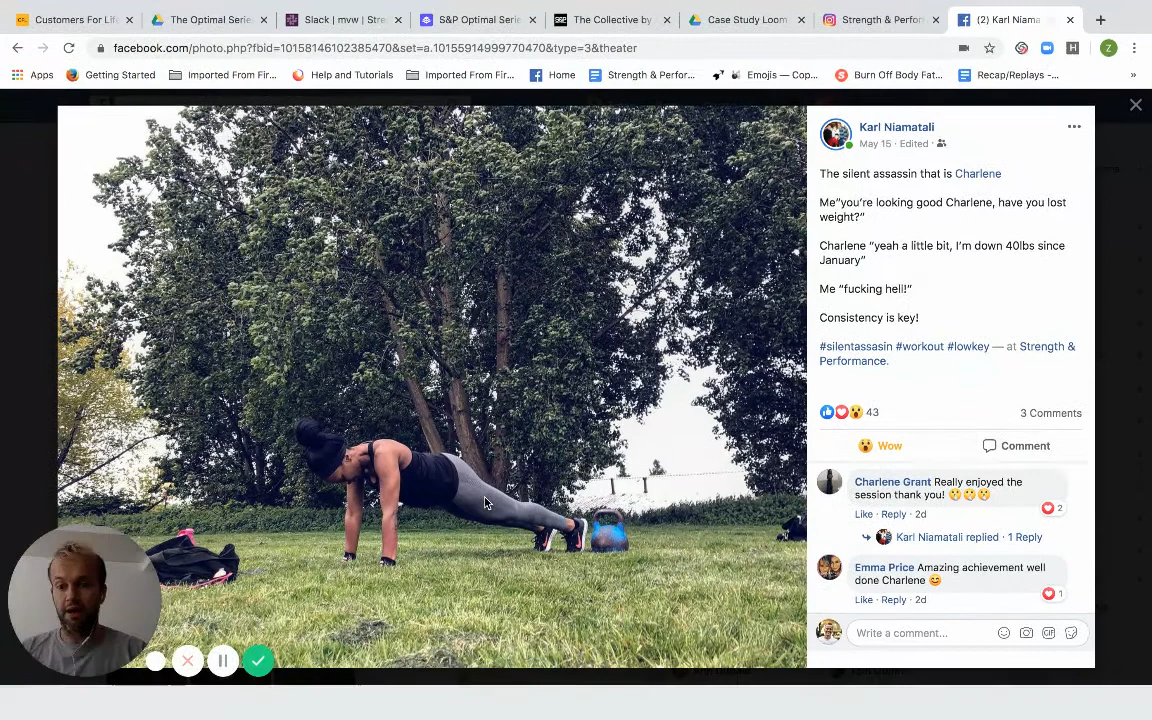 Customers For Life
The Optimal Serie
Slack | mvw | Stre
S&P Optimal Serie
The Collective by
Case Study Loom
Strength & Perfor
(2) Karl Niama
facebook.com/photo.php?fbid=10158146102385470&set=a.10155914999770470&type=3&theater
Apps
Getting Started
Imported From Fir...
Help and Tutorials
Imported From Fir...
Home
Strength & Perfor...
Emojis — Cop...
Burn Off Body Fat...
Recap/Replays -...
Karl Niamatali
May 15 · Edited ·
The silent assassin that is Charlene
Me"you're looking good Charlene, have you lost
weight?"
Charlene "yeah a little bit, I'm down 40lbs since
January"
Me "fucking hell!"
Consistency is key!
#silentassasin #workout #lowkey — at Strength &
Performance.
43
3 Comments
Wow
Comment
Charlene Grant Really enjoyed the
session thank you!
2
Like · Reply · 2d
Karl Niamatali replied · 1 Reply
Emma Price Amazing achievement well
done Charlene
1
Like · Reply · 2d
Write a comment...
GIF